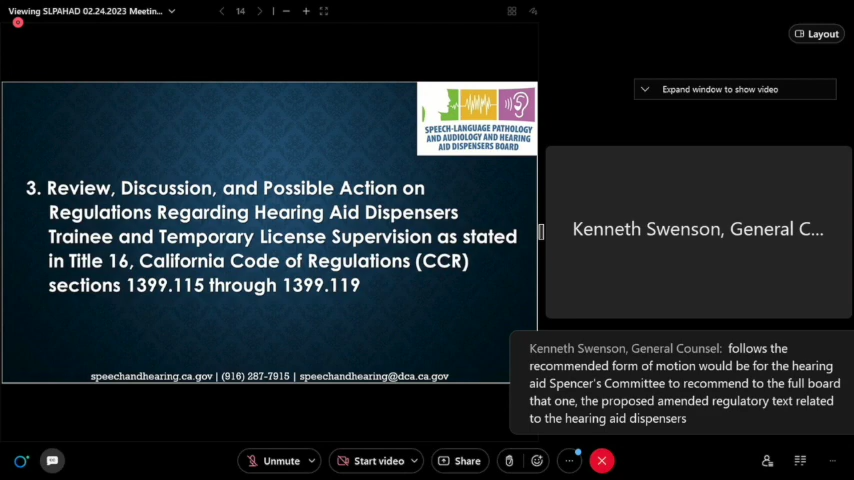 Viewing SLPAHAD 02.24.2023 Meetin...
14
Layout
Expand window to show video
SPEECH-LANGUAGE PATHOLOGY
AND AUDIOLOGY AND HEARING
AID DISPENSERS BOARD
3. Review, Discussion, and Possible Action on
Regulations Regarding Hearing Aid Dispensers
Trainee and Temporary License Supervision as stated
in Title 16, California Code of Regulations (CCR)
sections 1399.115 through 1399.119
speechandhearing.ca.gov | (916) 287-7915 | speechandhearing@dca.ca.gov
Kenneth Swenson, General C...
Kenneth Swenson, General Counsel: follows the
recommended form of motion would be for the hearing
aid Spencer's Committee to recommend to the full board
that one, the proposed amended regulatory text related
to the hearing aid dispensers
Unmute
Start video
Share